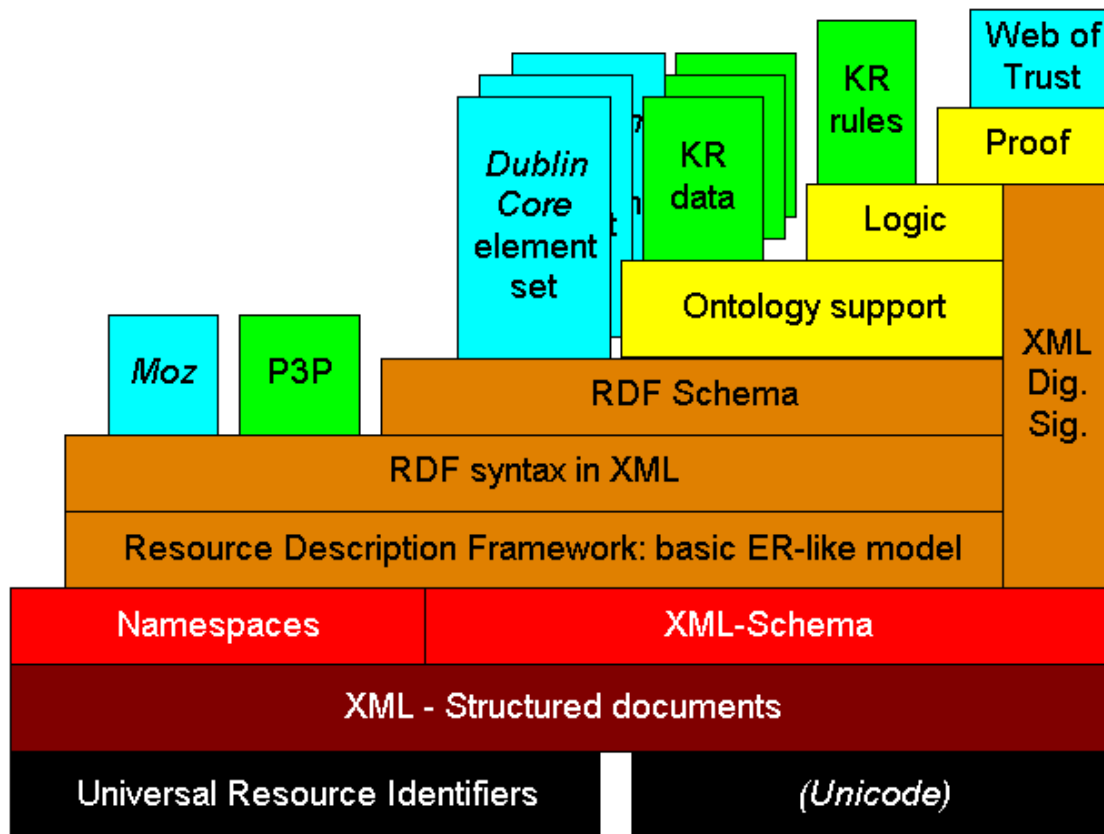 Web of
Trust
KR
rules
Proof
Dublin
Core
element
set
KR
data
Logic
Ontology support
Moz
P3P
RDF Schema
XML
Dig.
Sig.
RDF syntax in XML
Resource Description Framework: basic ER-like model
Namespaces
XML-Schema
XML - Structured documents
Universal Resource Identifiers
(Unicode)